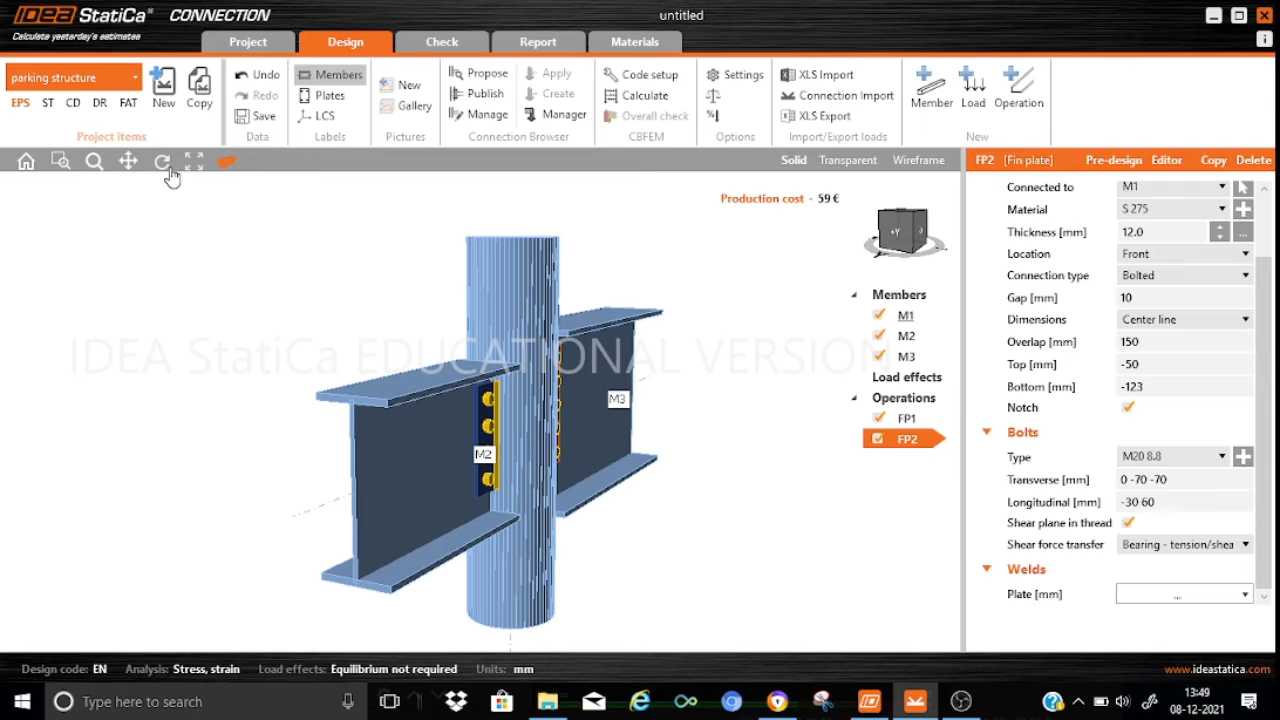 IDEA StatiCa® CONNECTION
Calculate yesterday's estimates
untitled
Project Design Check Report Materials
parking structure
EPS ST CD DR FAT
New Copy
Project items
Undo
Redo
Save
Data
Members
Plates
LCS
Labels
New
Gallery
Pictures
Propose
Publish
Manage
Apply
Create
Manager
Connection Browser
Code setup
Calculate
Overall check
CBFEM
Settings
Options
XLS Import
Connection Import
XLS Export
Import/Export loads
Member Load Operation
New
Solid Transparent Wireframe
FP2 [Fin plate] Pre-design Editor Copy Delete
Production cost - 59 €
+Y
IDEA StatiCa EDUCATIONAL VERSION
M3
M2
Members
M1
M2
M3
Load effects
Operations
FP1
FP2
Connected to M1
Material S 275
Thickness [mm] 12.0 ...
Location Front
Connection type Bolted
Gap [mm] 10
Dimensions Center line
Overlap [mm] 150
Top [mm] -50
Bottom [mm] -123
Notch
Bolts
Type M20 8.8
Transverse [mm] 0 -70 -70
Longitudinal [mm] -30 60
Shear plane in thread
Shear force transfer Bearing - tension/shea
Welds
Plate [mm] ...
Design code: EN Analysis: Stress, strain Load effects: Equilibrium not required Units: mm
www.ideastatica.com
Type here to search
13:49
08-12-2021